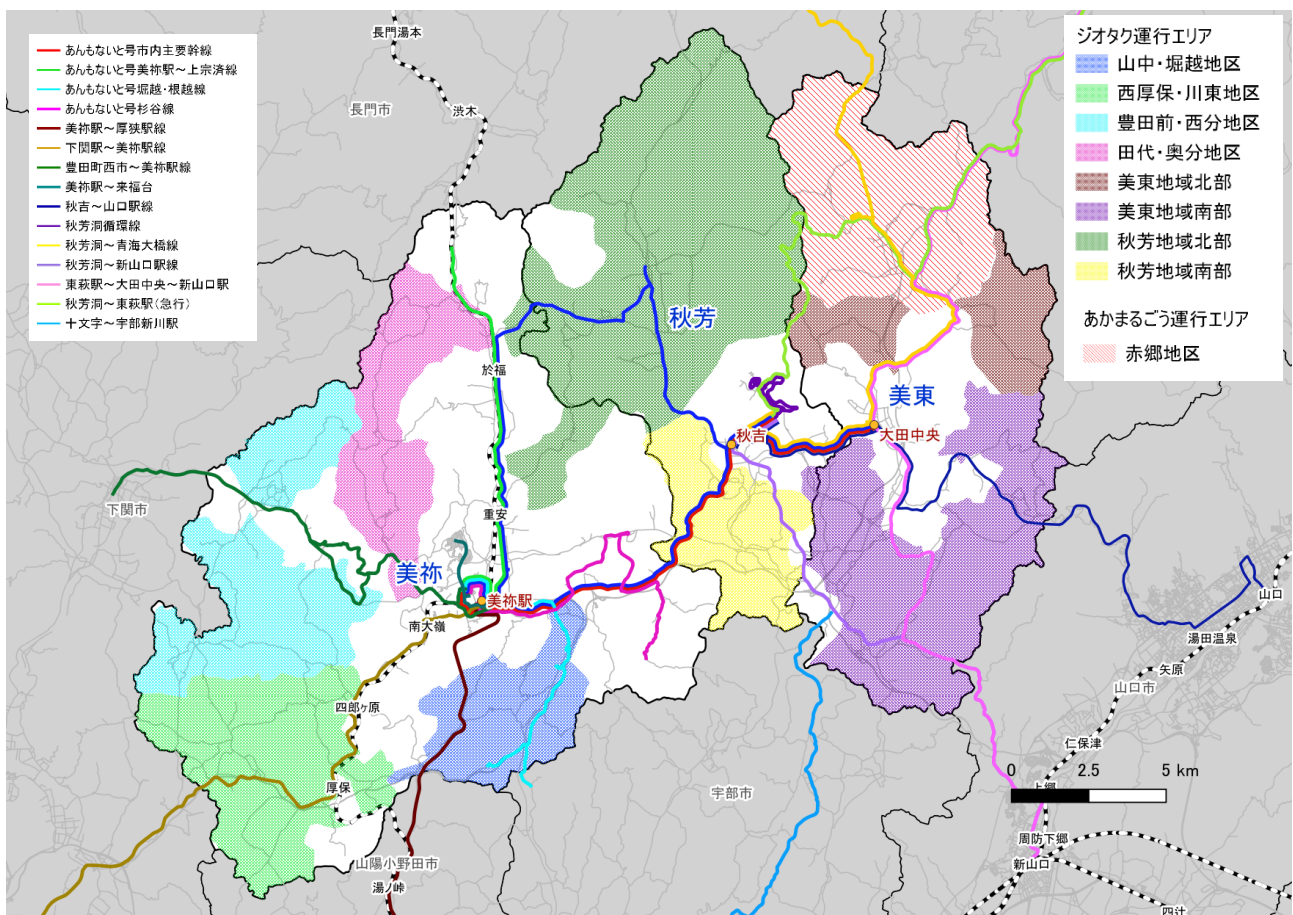 あんもないと号市内主要幹線
あんもないと号美祢駅～上宗済線
あんもないと号堀越・根越線
あんもないと号杉谷線
美祢駅～厚狭駅線
下関駅～美祢駅線
豊田町西市～美祢駅線
美祢駅～来福台
秋吉～山口駅線
秋芳洞循環線
秋芳洞～青海大橋線
秋芳洞～新山口駅線
東萩駅～大田中央～新山口駅
秋芳洞～東萩駅(急行)
十文字～宇部新川駅
ジオタク運行エリア
山中・堀越地区
西厚保・川東地区
豊田前・西分地区
田代・奥分地区
美東地域北部
美東地域南部
秋芳地域北部
秋芳地域南部
あかまるごう運行エリア
赤郷地区
長門湯本
長門市
渋木
秋芳
於福
美東
秋吉
大田中央
下関市
重安
美祢
美祢駅
南大嶺
山口
湯田温泉
矢原
山口市
四郎ヶ原
仁保津
厚保
宇部市
0 2.5 5 km
上郷
周防下郷
山陽小野田市
新山口
湯ノ峠
四辻